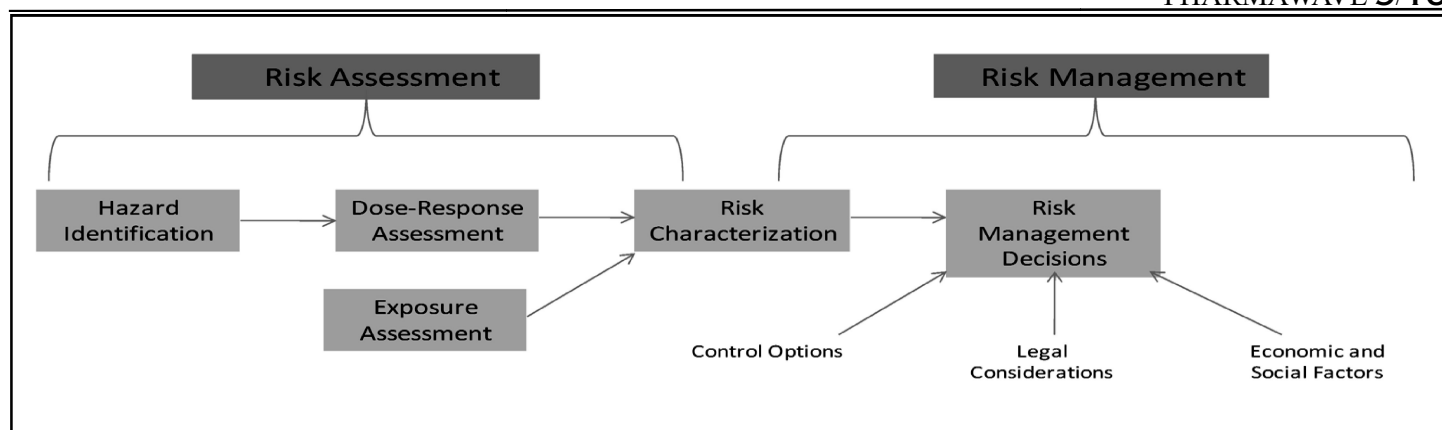 PHARMAWAVE
Risk Assessment
Risk Management
Hazard
Identification
Dose-Response
Assessment
Risk
Characterization
Risk
Management
Decisions
Exposure
Assessment
Control Options
Legal
Considerations
Economic and
Social Factors